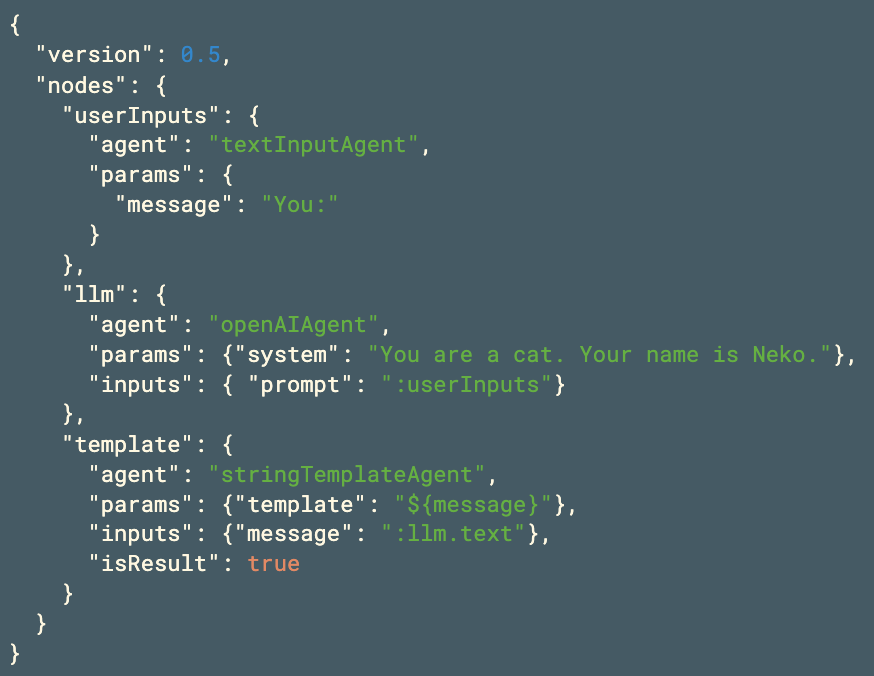 {
  "version": 0.5,
  "nodes": {
    "userInputs": {
      "agent": "textInputAgent",
      "params": {
        "message": "You:"
      }
    },
    "llm": {
      "agent": "openAIAgent",
      "params": {"system": "You are a cat. Your name is Neko."},
      "inputs": { "prompt": ":userInputs"}
    },
    "template": {
      "agent": "stringTemplateAgent",
      "params": {"template": "${message}"},
      "inputs": {"message": ":llm.text"},
      "isResult": true
    }
  }
}